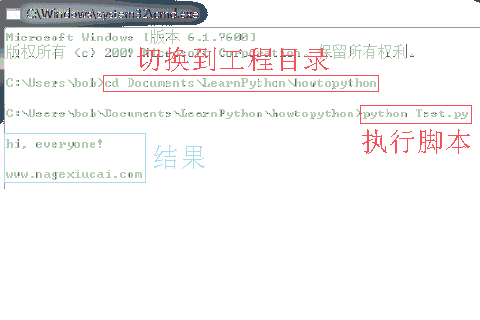 C:\Windows\system32\cmd.exe
Microsoft Windows [版本 6.1.7600]
版权所有 (c) 2009 Microsoft Corporation。保留所有权利。
切换到工程目录
C:\Users\bob>cd Documents\LearnPython\howtopython
C:\Users\bob\Documents\LearnPython\howtopython>python Test.py
执行脚本
hi, everyone!
结果
www.nagexiucai.com